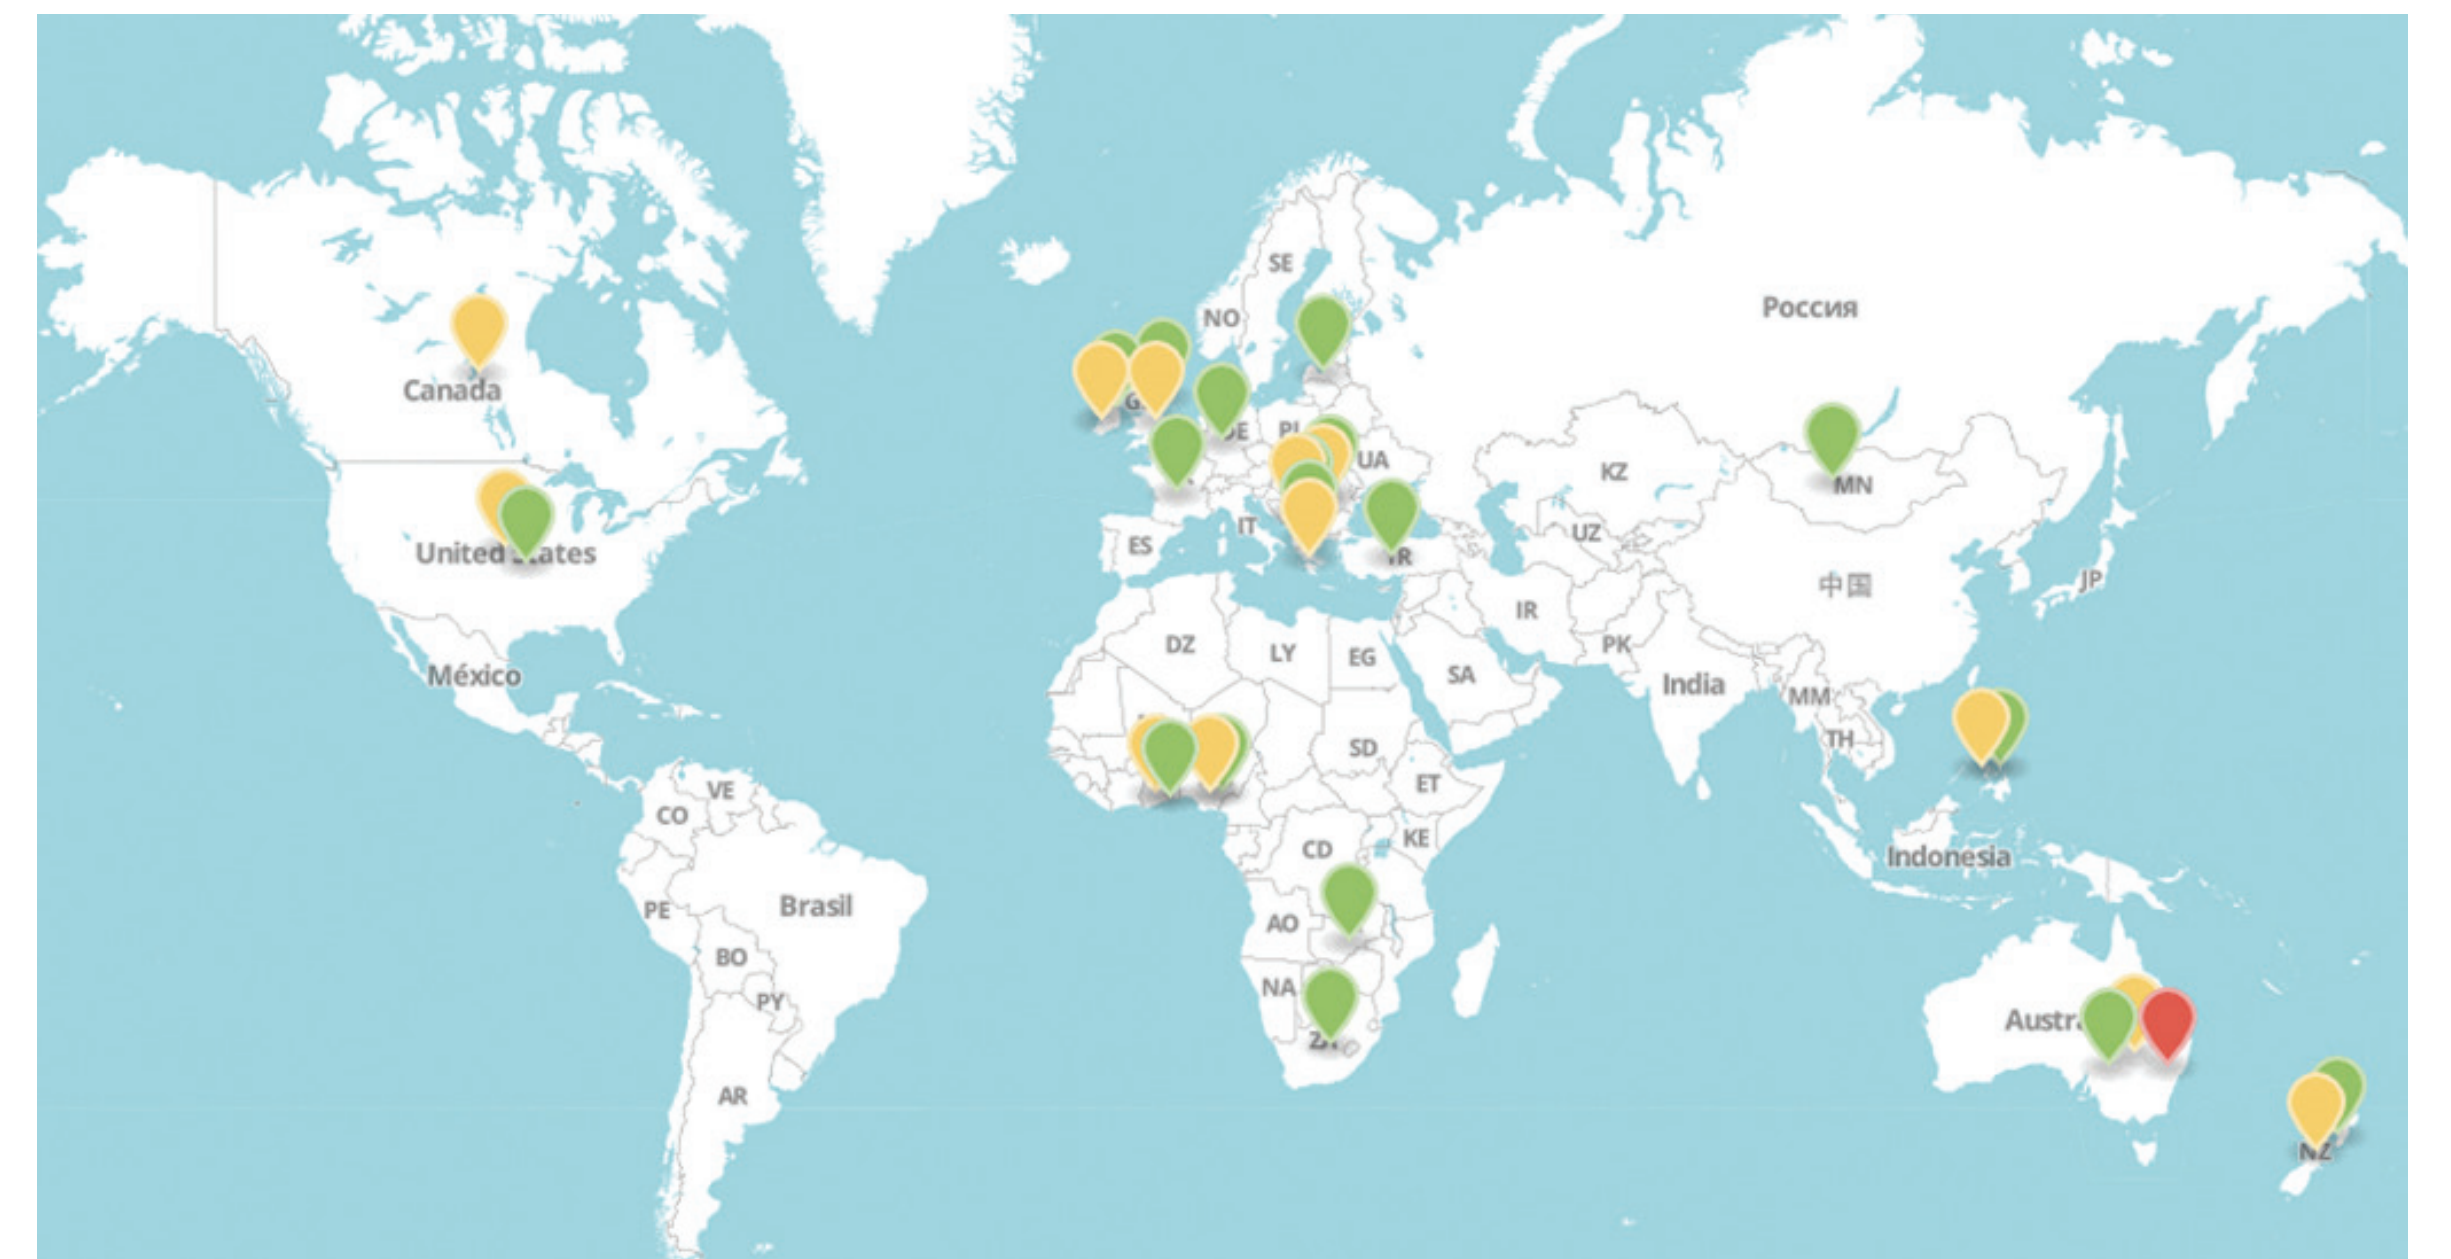 SE
Россия
NO
Canada
UA
KZ
MN
IT
UZ
ES
United States
中国
JP
IR
DZ
LY
EG
PK
SA
México
India
MM
TH
SD
VE
ET
CO
KE
CD
Indonesia
PE
Brasil
AO
BO
NA
PY
AR
NZ